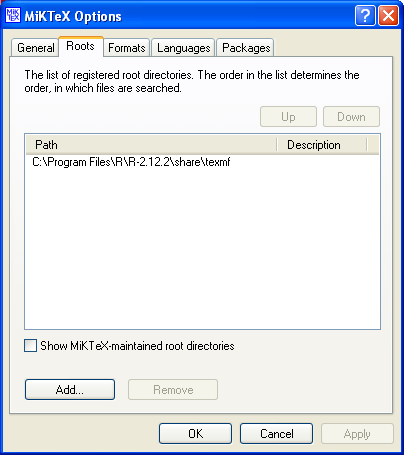 MiKTeX Options
General Roots Formats Languages Packages
The list of registered root directories. The order in the list determines the
order, in which files are searched.
Up Down
Path Description
C:\Program Files\R\R-2.12.2\share\texmf
Show MiKTeX-maintained root directories
Add... Remove
OK Cancel Apply